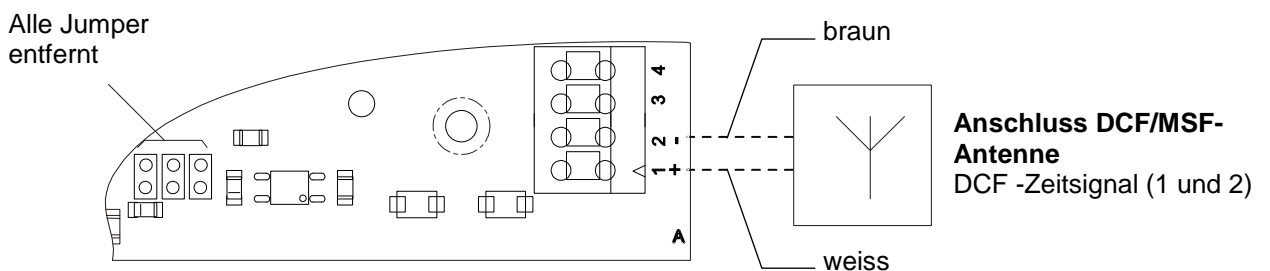 Alle Jumper
entfernt
braun
4
3
2 -
1 +
A
Anschluss DCF/MSF-
Antenne
DCF -Zeitsignal (1 und 2)
weiss